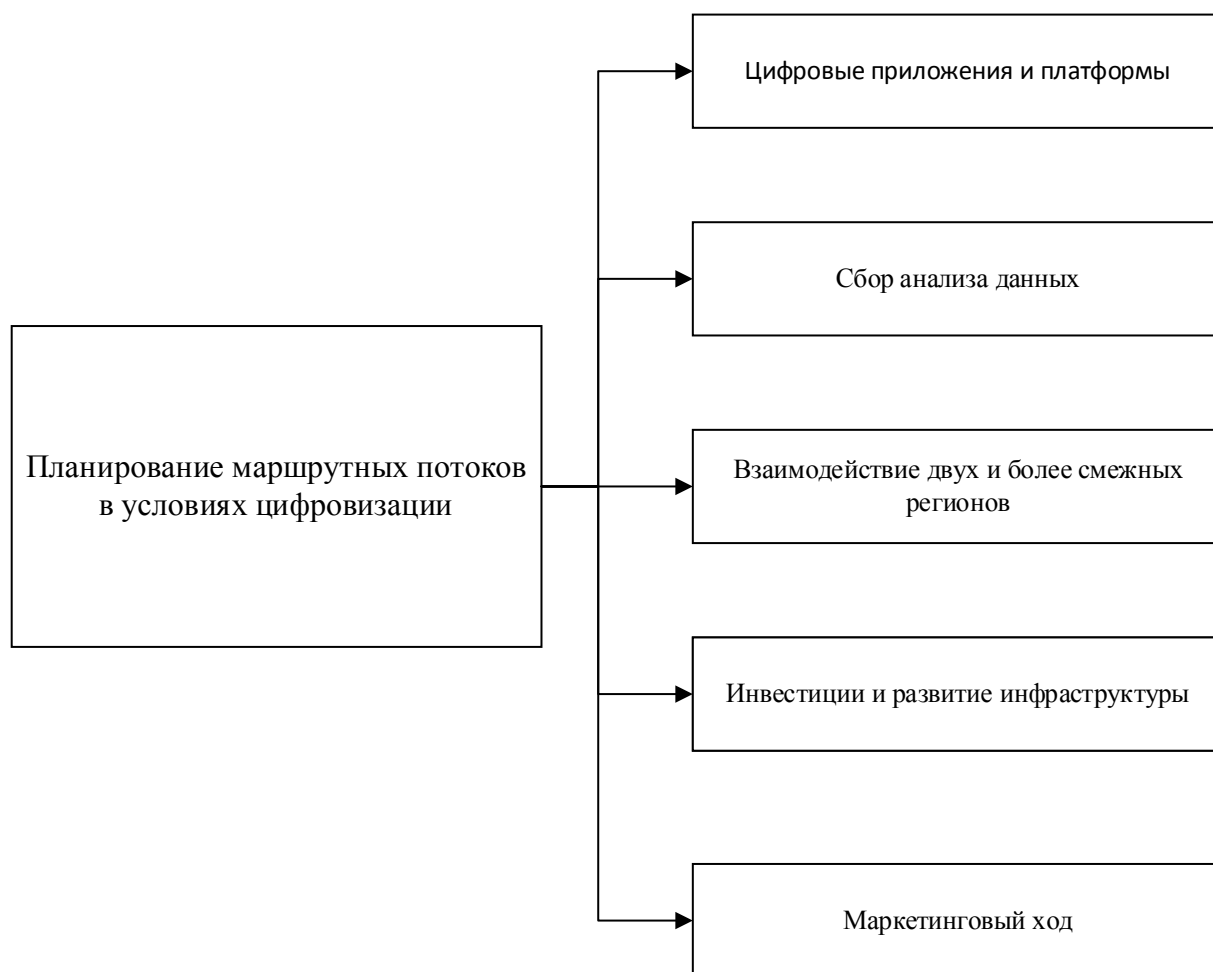 Цифровые приложения и платформы
Сбор анализа данных
Планирование маршрутных потоков
в условиях цифровизации
Взаимодействие двух и более смежных
регионов
Инвестиции и развитие инфраструктуры
Маркетинговый ход